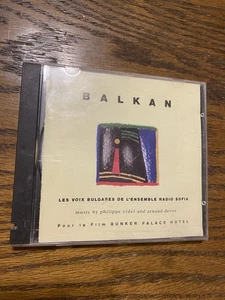 BALKAN
LES VOIX BULGARES DE L'ENSEMBLE RADIO SOFIA
music by philippe eidel and arnaud devos
Pour le Film BUNKER PALACE HOTEL